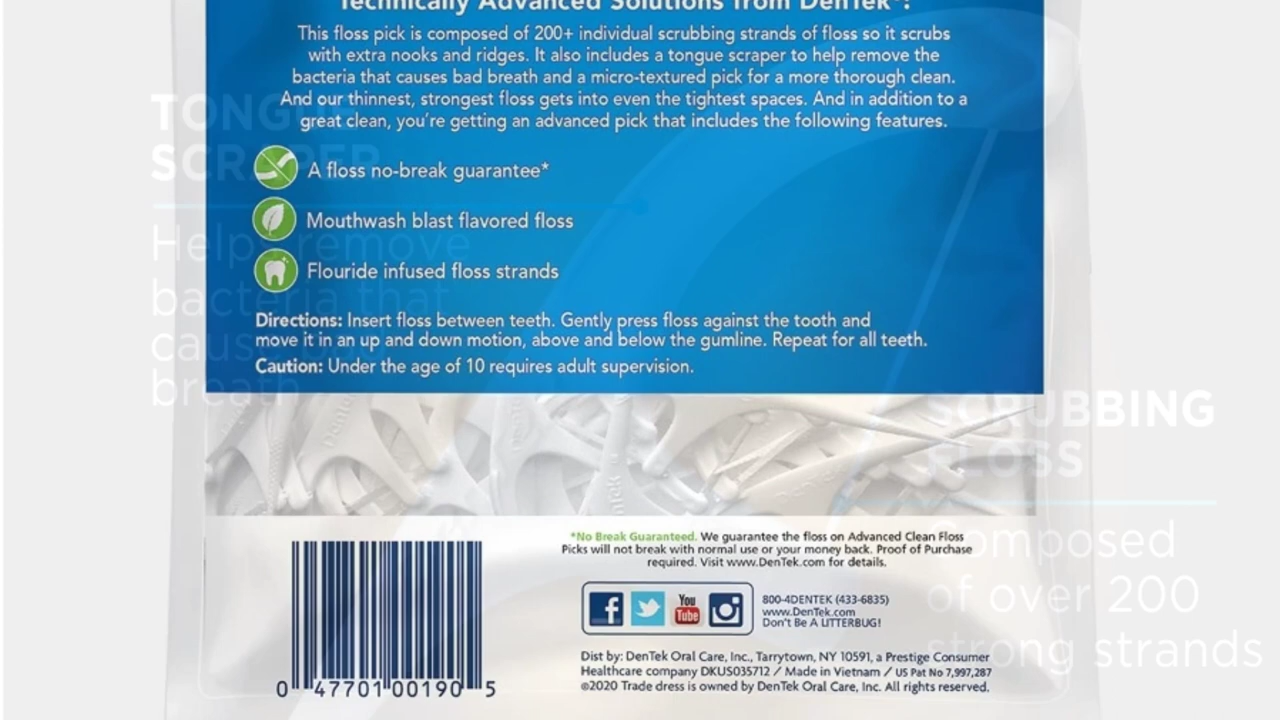 Technically Advanced Solutions from DenTek®:
This floss pick is composed of 200+ individual scrubbing strands of floss so it scrubs
with extra nooks and ridges. It also includes a tongue scraper to help remove the
bacteria that causes bad breath and a micro-textured pick for a more thorough clean.
And our thinnest, strongest floss gets into even the tightest spaces. And in addition to a
great clean, you're getting an advanced pick that includes the following features.
TONGUE
SCRAPER
A floss no-break guarantee*
Mouthwash blast flavored floss
Flouride infused floss strands
Helps remove
bacteria that
cause bad
breath
Directions: Insert floss between teeth. Gently press floss against the tooth and
move it in an up and down motion, above and below the gumline. Repeat for all teeth.
Caution: Under the age of 10 requires adult supervision.
SCRUBBING
FLOSS
Composed
of over 200
strong strands
DenTek
*No Break Guaranteed. We guarantee the floss on Advanced Clean Floss
Picks will not break with normal use or your money back. Proof of Purchase
required. Visit www.DenTek.com for details.
You
Tube
800-4DENTEK (433-6835)
www.DenTek.com
Don't Be A LITTERBUG!
Dist by: DenTek Oral Care, Inc., Tarrytown, NY 10591, a Prestige Consumer
Healthcare company DKUS035712 / Made in Vietnam / US Pat No 7,997,287
©2020 Trade dress is owned by DenTek Oral Care, Inc. All rights reserved.
0 47701 00190 5